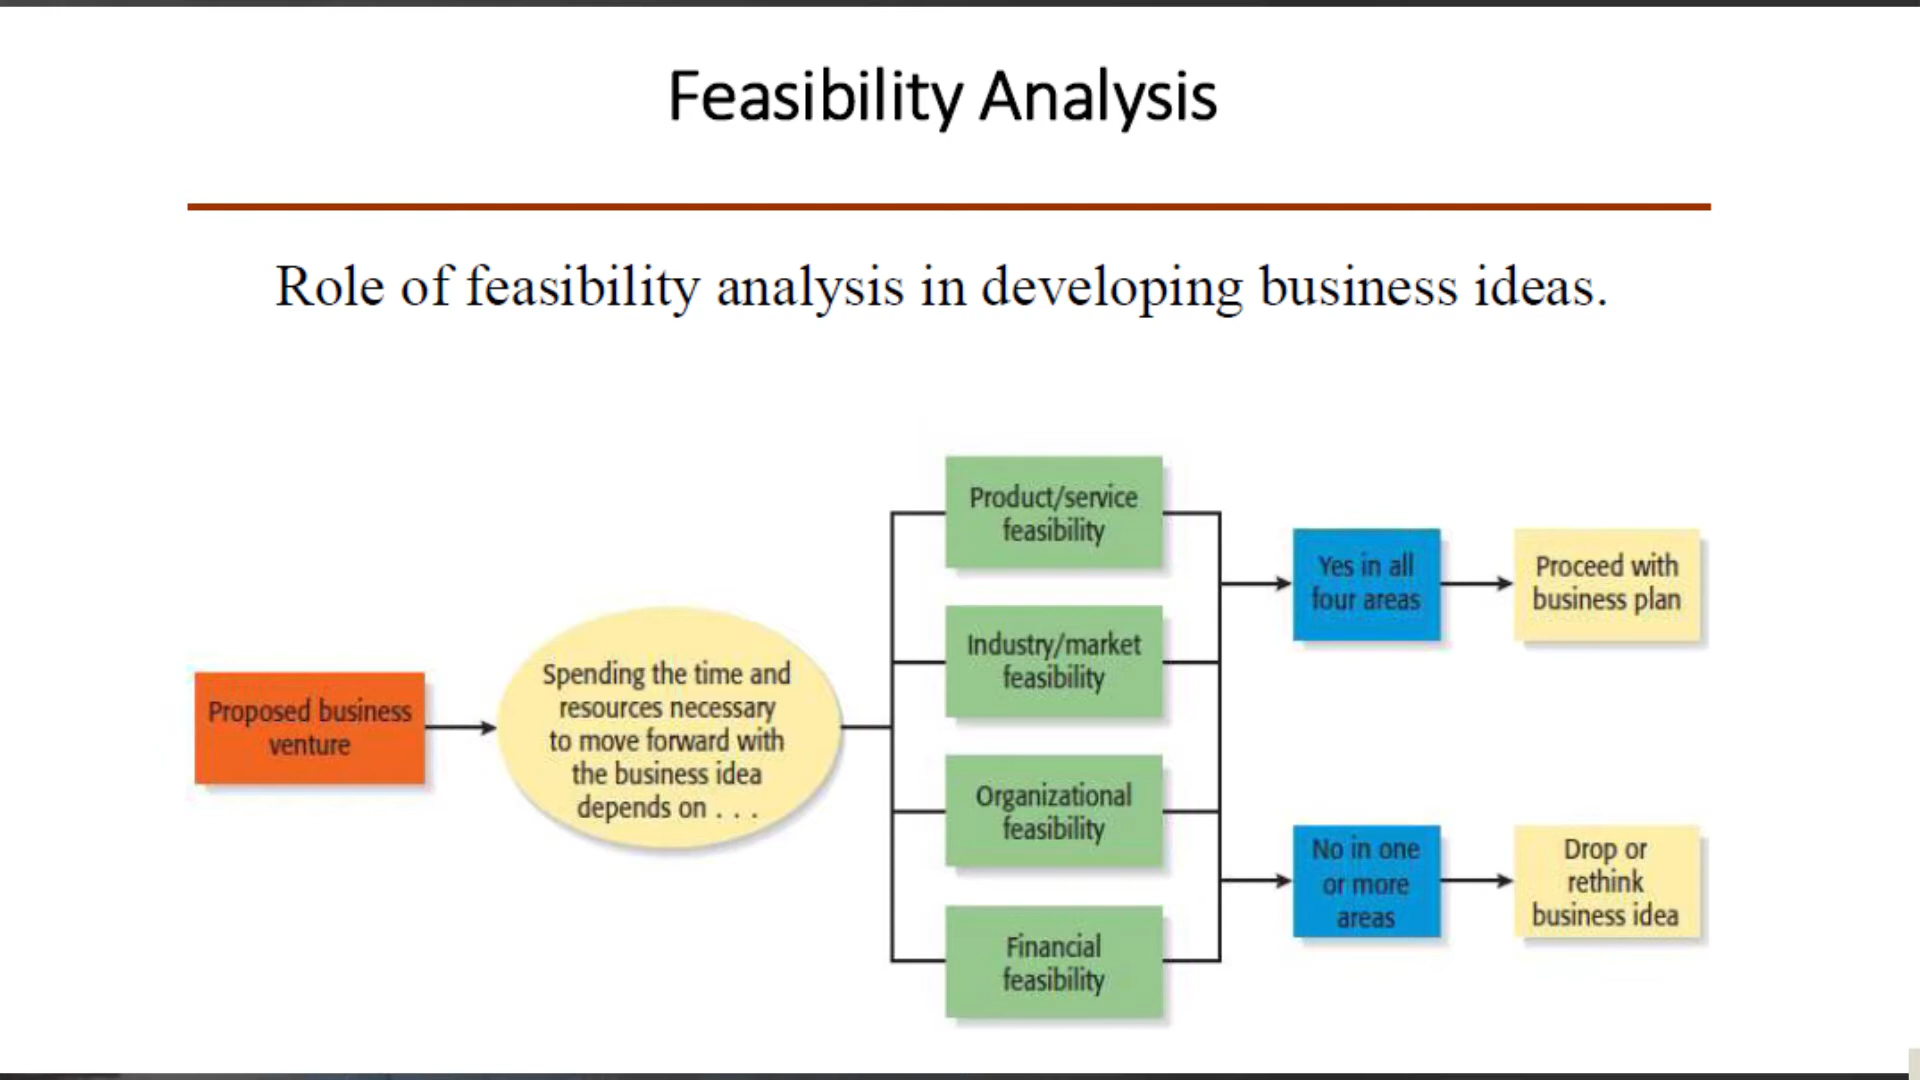 Feasibility Analysis
Role of feasibility analysis in developing business ideas.
Proposed business
venture
Spending the time and
resources necessary
to move forward with
the business idea
depends on . . .
Product/service
feasibility
Industry/market
feasibility
Organizational
feasibility
Financial
feasibility
Yes in all
four areas
Proceed with
business plan
No in one
or more
areas
Drop or
rethink
business idea